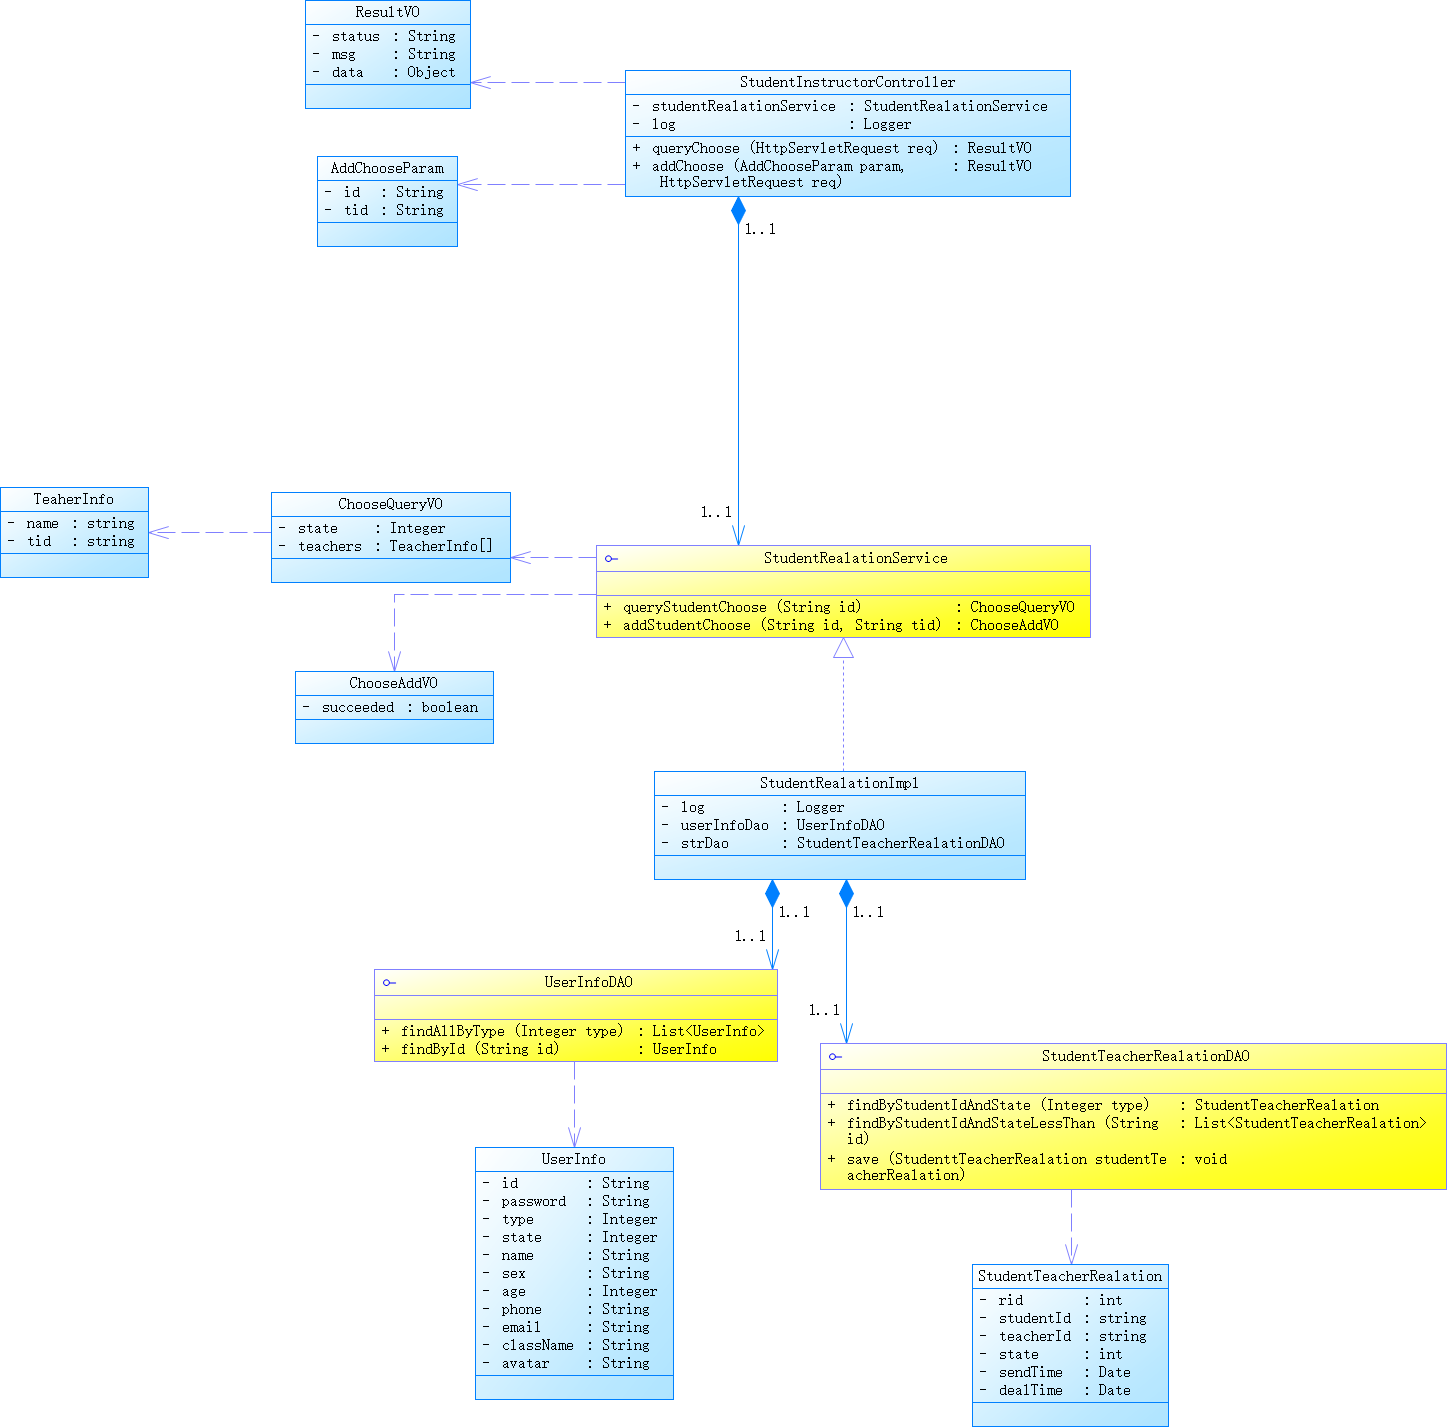 ResultVO
- status : String
- msg : String
- data : Object
StudentInstructorController
- studentRealationService : StudentRealationService
- log : Logger
+ queryChoose (HttpServletRequest req) : ResultVO
+ addChoose (AddChooseParam param, : ResultVO
HttpServletRequest req)
AddChooseParam
- id : String
- tid : String
1..1
1..1
TeaherInfo
- name : string
- tid : string
ChooseQueryVO
- state : Integer
- teachers : TeacherInfo[]
StudentRealationService
+ queryStudentChoose (String id) : ChooseQueryVO
+ addStudentChoose (String id, String tid) : ChooseAddVO
ChooseAddVO
- succeeded : boolean
StudentRealationImpl
- log : Logger
- userInfoDao : UserInfoDAO
- strDao : StudentTeacherRealationDAO
1..1
1..1
1..1
1..1
UserInfoDAO
+ findAllByType (Integer type) : List<UserInfo>
+ findById (String id) : UserInfo
StudentTeacherRealationDAO
+ findByStudentIdAndState (Integer type) : StudentTeacherRealation
+ findByStudentIdAndStateLessThan (String : List<StudentTeacherRealation>
id)
+ save (StudenttTeacherRealation studentTe : void
acherRealation)
UserInfo
- id : String
- password : String
- type : Integer
- state : Integer
- name : String
- sex : String
- age : Integer
- phone : String
- email : String
- className : String
- avatar : String
StudentTeacherRealation
- rid : int
- studentId : string
- teacherId : string
- state : int
- sendTime : Date
- dealTime : Date